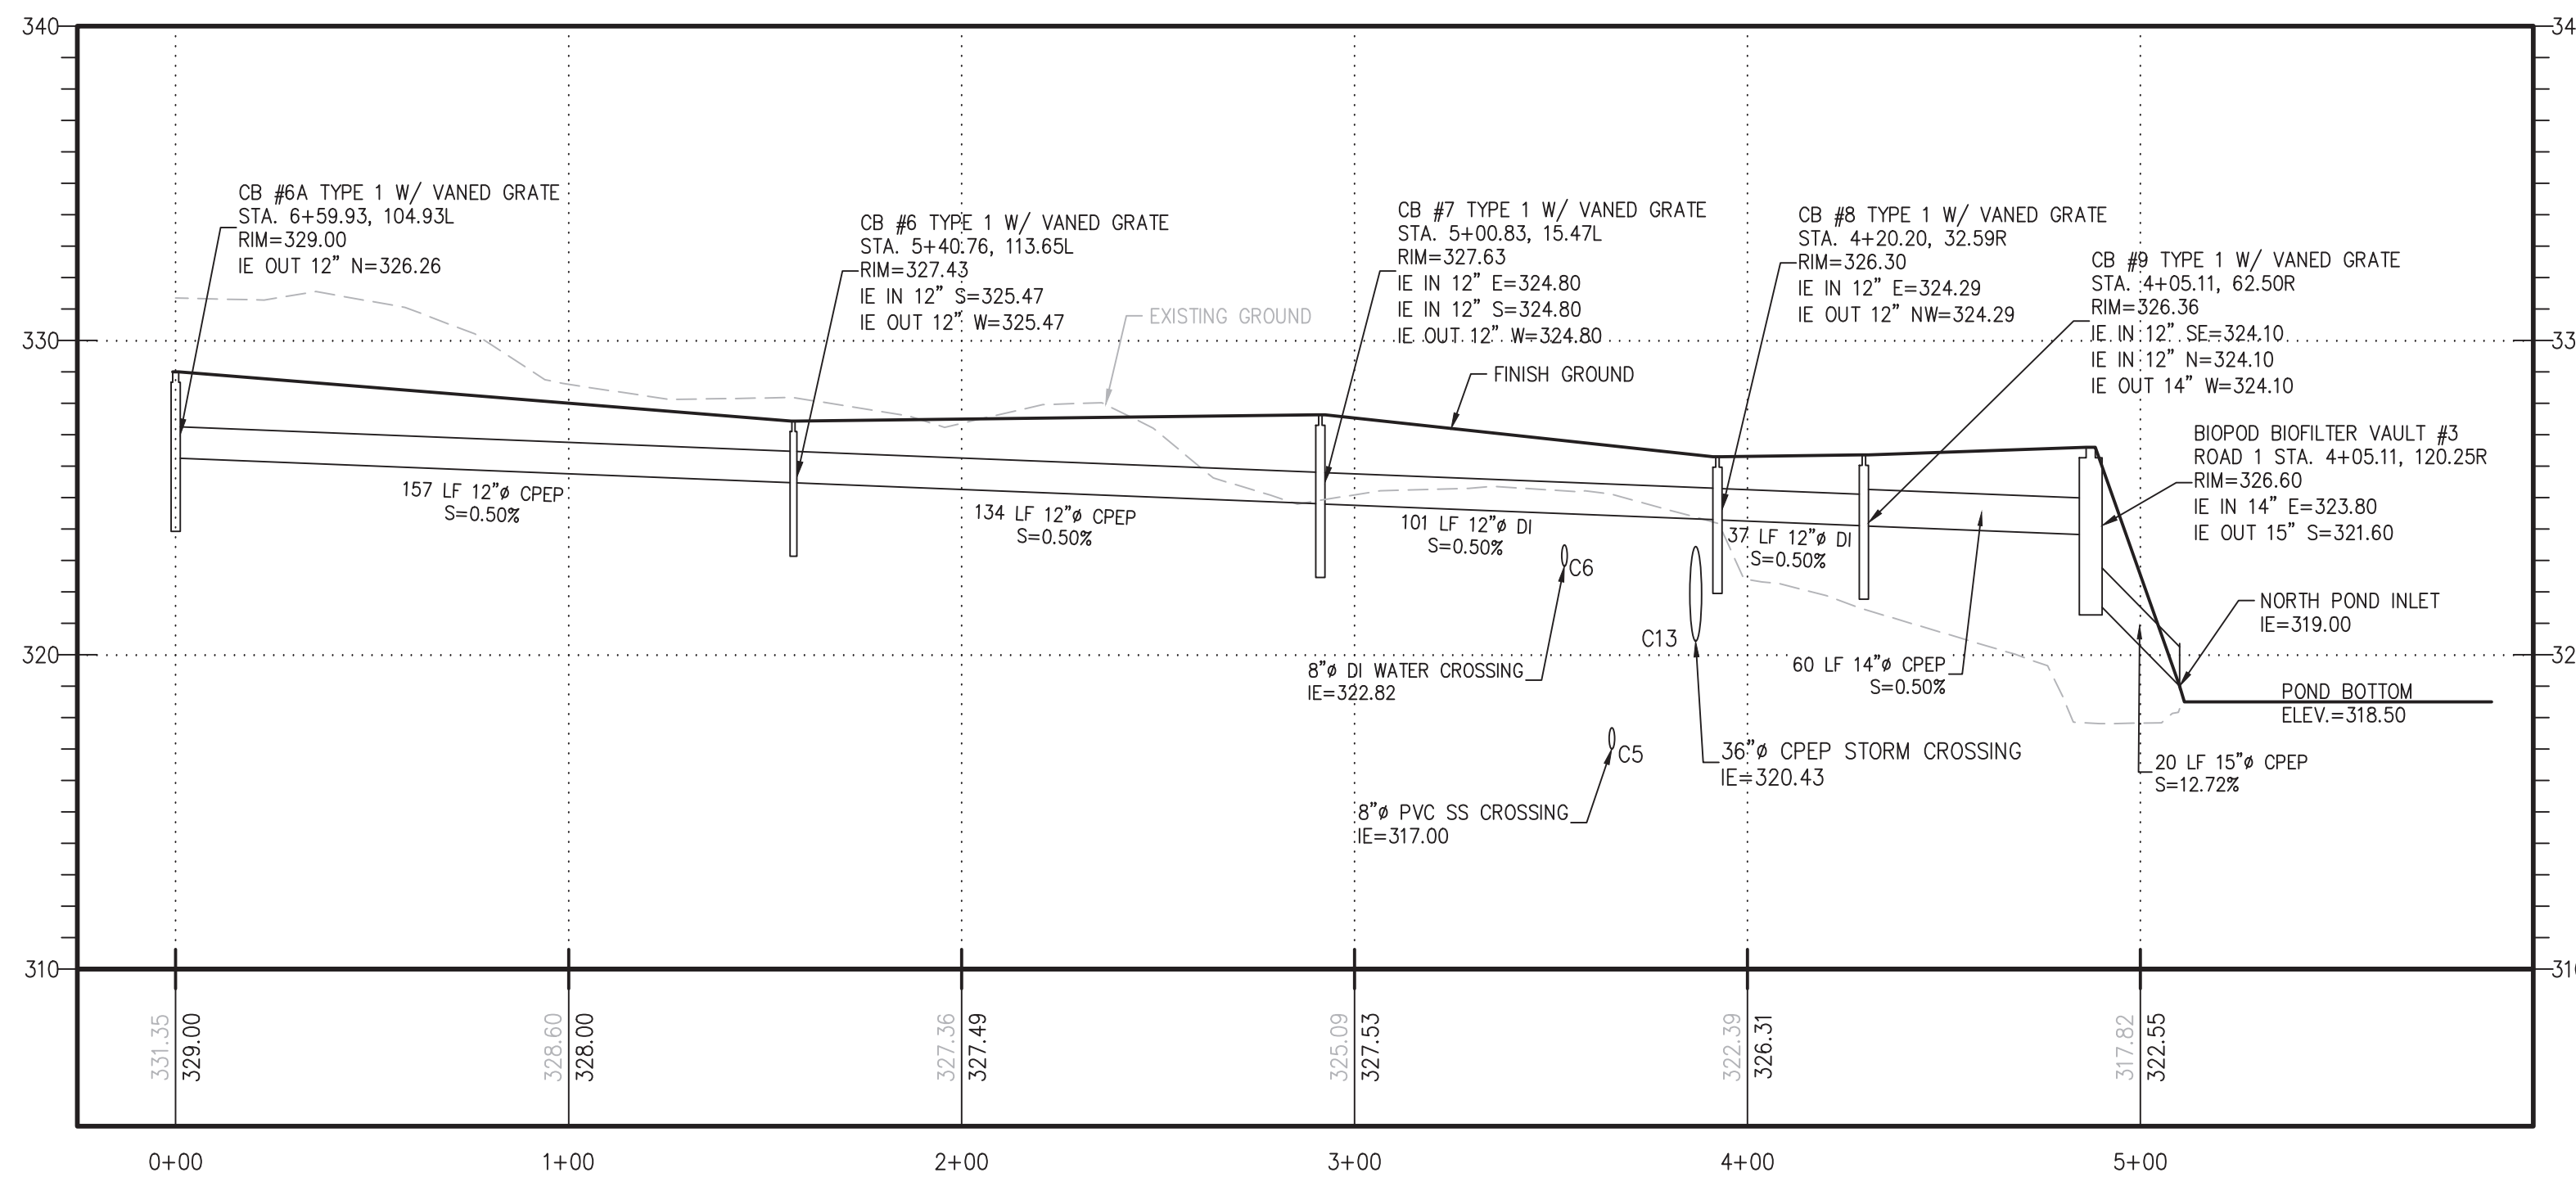 340
34
CB #6A TYPE 1 W/ VANED GRATE
STA. 6+59.93, 104.93L
RIM=329.00
IE OUT 12" N=326.26
CB #6 TYPE 1 W/ VANED GRATE
STA. 5+40.76, 113.65L
RIM=327.43
IE IN 12" S=325.47
IE OUT 12" W=325.47
EXISTING GROUND
CB #7 TYPE 1 W/ VANED GRATE
STA. 5+00.83, 15.47L
RIM=327.63
IE IN 12" E=324.80
IE IN 12" S=324.80
IE OUT 12" W=324.80
CB #8 TYPE 1 W/ VANED GRATE
STA. 4+20.20, 32.59R
RIM=326.30
IE IN 12" E=324.29
IE OUT 12" NW=324.29
CB #9 TYPE 1 W/ VANED GRATE
STA. 4+05.11, 62.50R
RIM=326.36
IE IN 12" SE=324.10
IE IN 12" N=324.10
IE OUT 14" W=324.10
330
33
FINISH GROUND
BIOPOD BIOFILTER VAULT #3
ROAD 1 STA. 4+05.11, 120.25R
RIM=326.60
IE IN 14" E=323.80
IE OUT 15" S=321.60
157 LF 12"ø CPEP
S=0.50%
134 LF 12"ø CPEP
S=0.50%
101 LF 12"ø DI
S=0.50%
37 LF 12"ø DI
S=0.50%
C6
C13
NORTH POND INLET
IE=319.00
320
32
8"ø DI WATER CROSSING
IE=322.82
60 LF 14"ø CPEP
S=0.50%
POND BOTTOM
ELEV.=318.50
C5
36"ø CPEP STORM CROSSING
IE=320.43
20 LF 15"ø CPEP
S=12.72%
8"ø PVC SS CROSSING
IE=317.00
310
310
331.35
329.00
328.60
328.00
327.36
327.49
325.09
327.53
322.39
326.31
317.82
322.55
0+00
1+00
2+00
3+00
4+00
5+00